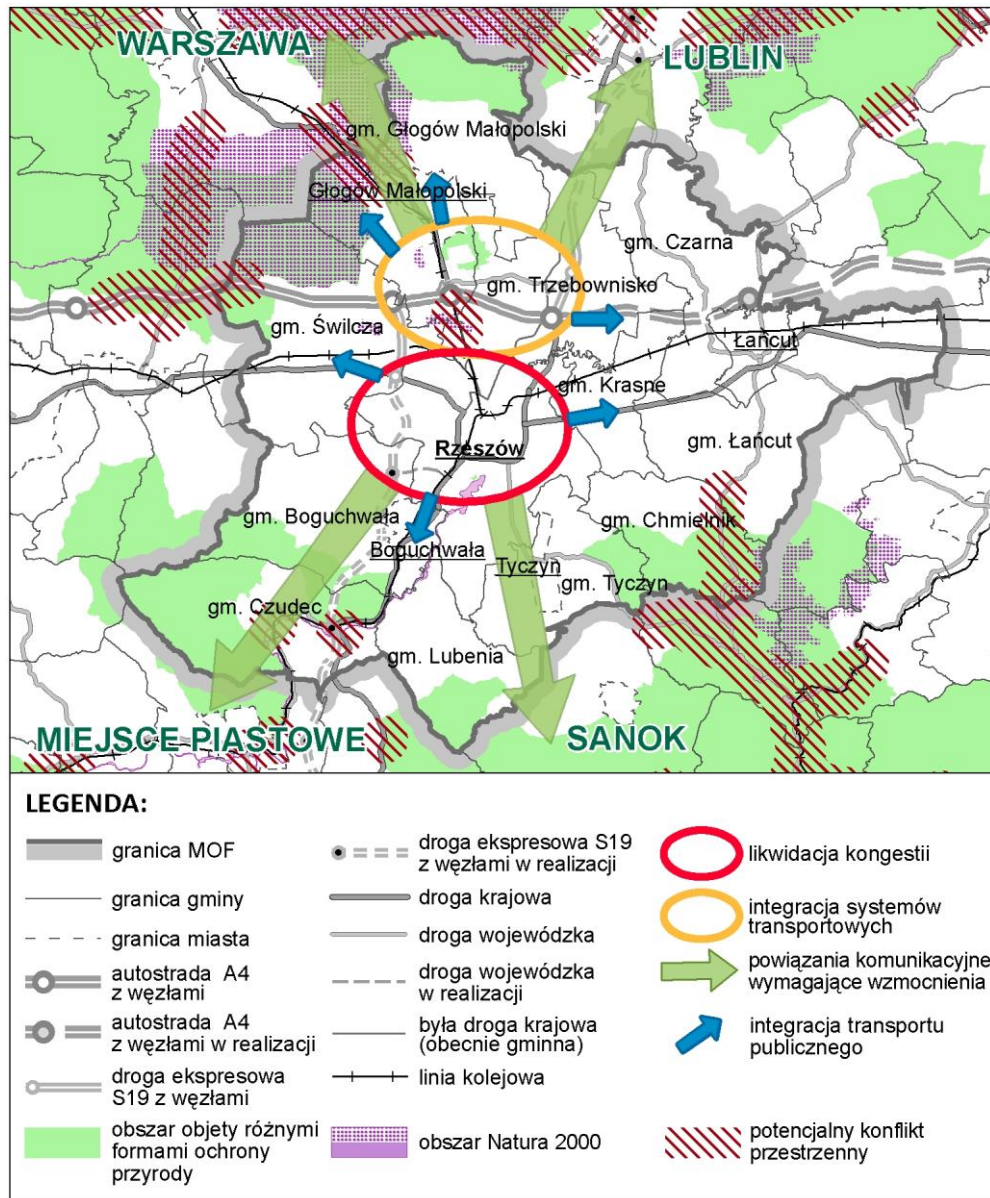 WARSZAWA
LUBLIN
gm. Głogów Małopolski
Głogów Małopolski
gm. Czarna
gm. Trzebownisko
gm. Świlcza
Łańcut
gm. Krasne
Rzeszów
gm. Łańcut
gm. Boguchwała
gm. Chmielnik
Boguchwała
Tyczyn
gm. Tyczyn
gm. Czudec
gm. Lubenia
MIEJSCE PIASTOWE
SANOK
LEGENDA:
granica MOF
granica gminy
granica miasta
autostrada A4
z węzłami
autostrada A4
z węzłami w realizacji
droga ekspresowa
S19 z węzłami
obszar objety różnymi
formami ochrony
przyrody
droga ekspresowa S19
z węzłami w realizacji
droga krajowa
droga wojewódzka
droga wojewódzka
w realizacji
była droga krajowa
(obecnie gminna)
linia kolejowa
obszar Natura 2000
likwidacja kongestii
integracja systemów
transportowych
powiązania komunikacyjne
wymagające wzmocnienia
integracja transportu
publicznego
potencjalny konflikt
przestrzenny